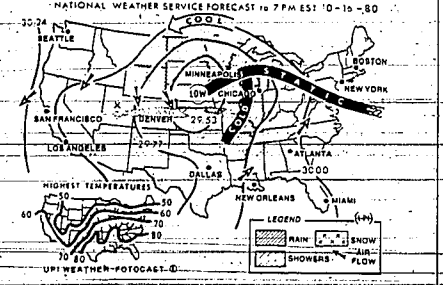 NATIONAL WEATHER SERVICE FORECAST to 7 PM EST 10-16-80
30.24
SEATTLE
COOL
MINNEAPOLIS
STATIC
BOSTON
NEW YORK
LOW
CHICAGO
COLD
SAN FRANCISCO
DENVER
29.53
LOS ANGELES
29.77
ATLANTA
30.00
DALLAS
NEW ORLEANS
MIAMI
HIGHEST TEMPERATURES
50
50
60
60
70
80
70
80
LEGEND
RAIN
SNOW
SHOWERS
AIR
FLOW
UPI WEATHER FOTOCAST